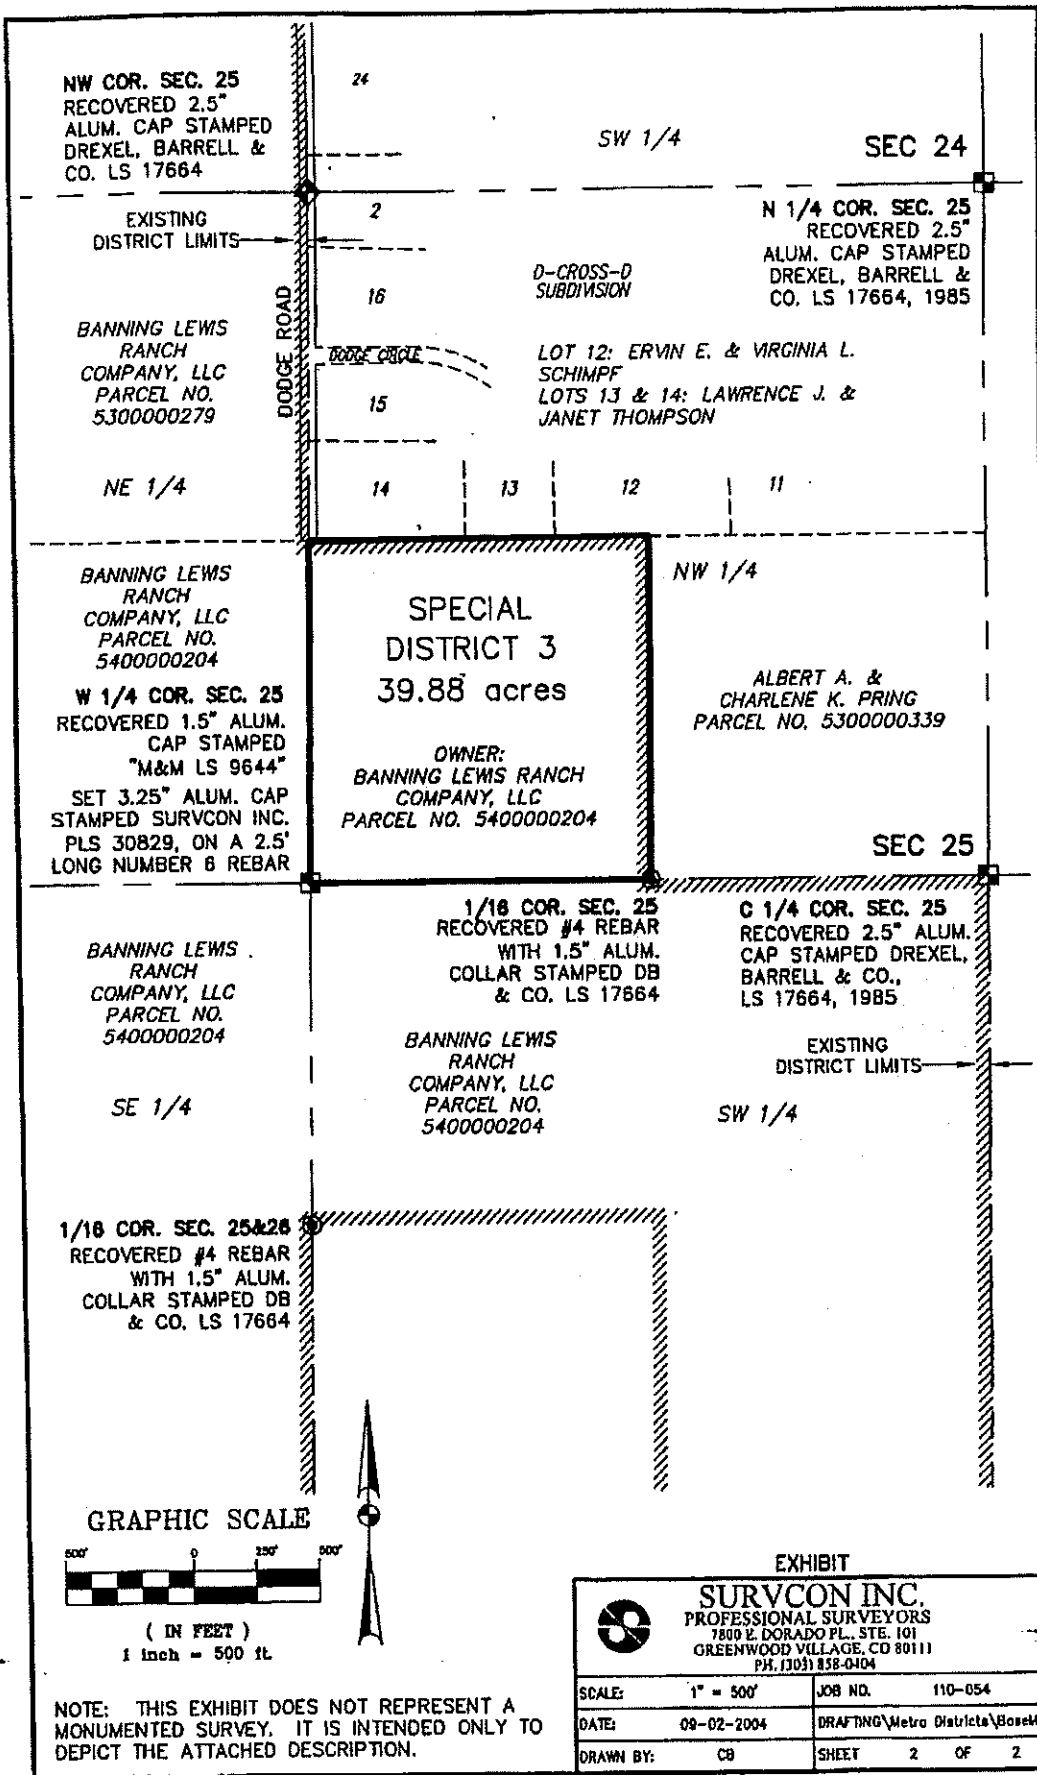 NW COR. SEC. 25
RECOVERED 2.5"
ALUM. CAP STAMPED
DREXEL, BARRELL &
CO. LS 17664
24
SW 1/4
SEC 24
N 1/4 COR. SEC. 25
RECOVERED 2.5"
ALUM. CAP STAMPED
DREXEL, BARRELL &
CO. LS 17664, 1985
EXISTING
DISTRICT LIMITS
2
D-CROSS-D
SUBDIVISION
16
DODGE ROAD
BANNING LEWIS
RANCH
COMPANY, LLC
PARCEL NO.
5300000279
DODGE CIRCLE
LOT 12: ERVIN E. & VIRGINIA L.
SCHIMPF
LOTS 13 & 14: LAWRENCE J. &
JANET THOMPSON
15
NE 1/4
14
13
12
11
BANNING LEWIS
RANCH
COMPANY, LLC
PARCEL NO.
5400000204
SPECIAL
DISTRICT 3
39.88 acres
NW 1/4
ALBERT A. &
CHARLENE K. PRING
PARCEL NO. 5300000339
W 1/4 COR. SEC. 25
RECOVERED 1.5" ALUM.
CAP STAMPED
"M&M LS 9644"
SET 3.25" ALUM. CAP
STAMPED SURVCON INC.
PLS 30829, ON A 2.5'
LONG NUMBER 6 REBAR
OWNER:
BANNING LEWIS RANCH
COMPANY, LLC
PARCEL NO. 5400000204
SEC 25
1/16 COR. SEC. 25
RECOVERED #4 REBAR
WITH 1.5" ALUM.
COLLAR STAMPED DB
& CO. LS 17664
C 1/4 COR. SEC. 25
RECOVERED 2.5" ALUM.
CAP STAMPED DREXEL,
BARRELL & CO.,
LS 17664, 1985
BANNING LEWIS
RANCH
COMPANY, LLC
PARCEL NO.
5400000204
BANNING LEWIS
RANCH
COMPANY, LLC
PARCEL NO.
5400000204
EXISTING
DISTRICT LIMITS
SE 1/4
SW 1/4
1/16 COR. SEC. 25&26
RECOVERED #4 REBAR
WITH 1.5" ALUM.
COLLAR STAMPED DB
& CO. LS 17664
GRAPHIC SCALE
500' 0 250' 500'
( IN FEET )
1 inch = 500 ft.
NOTE: THIS EXHIBIT DOES NOT REPRESENT A
MONUMENTED SURVEY. IT IS INTENDED ONLY TO
DEPICT THE ATTACHED DESCRIPTION.
EXHIBIT
SURVCON INC.
PROFESSIONAL SURVEYORS
7800 E. DORADO PL., STE. 101
GREENWOOD VILLAGE, CO 80111
PH. (303) 858-0404
SCALE: 1" = 500' JOB NO. 110-054
DATE: 09-02-2004 DRAFTING\Metro Districts\BaseM
DRAWN BY: CB SHEET 2 OF 2